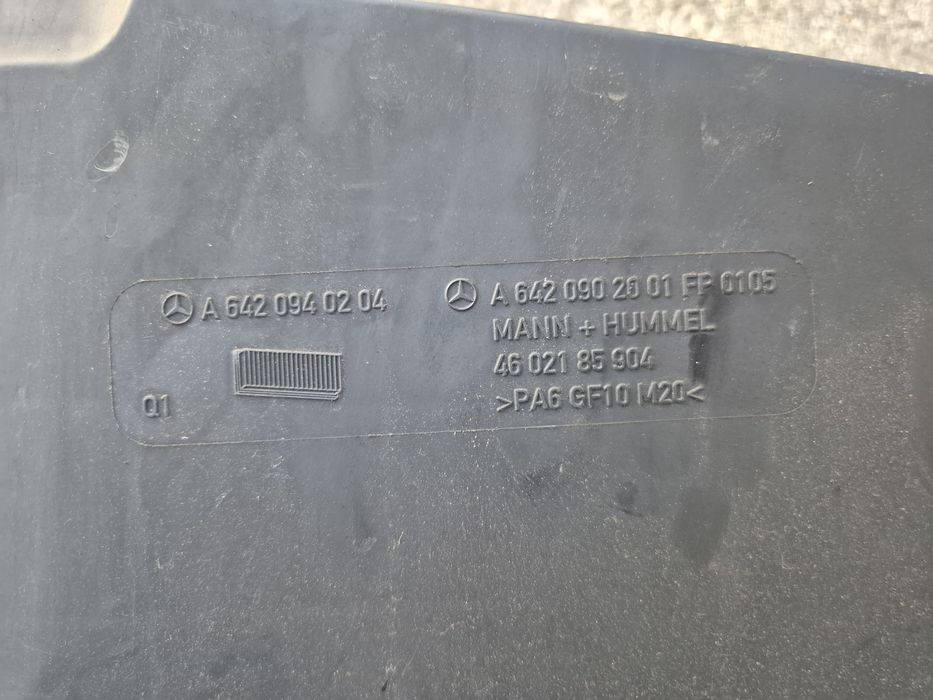 A 642 094 02 04
Q1
A 642 090 20 01 FP 0105
MANN + HUMMEL
46 021 85 904
>PA6 GF10 M20<